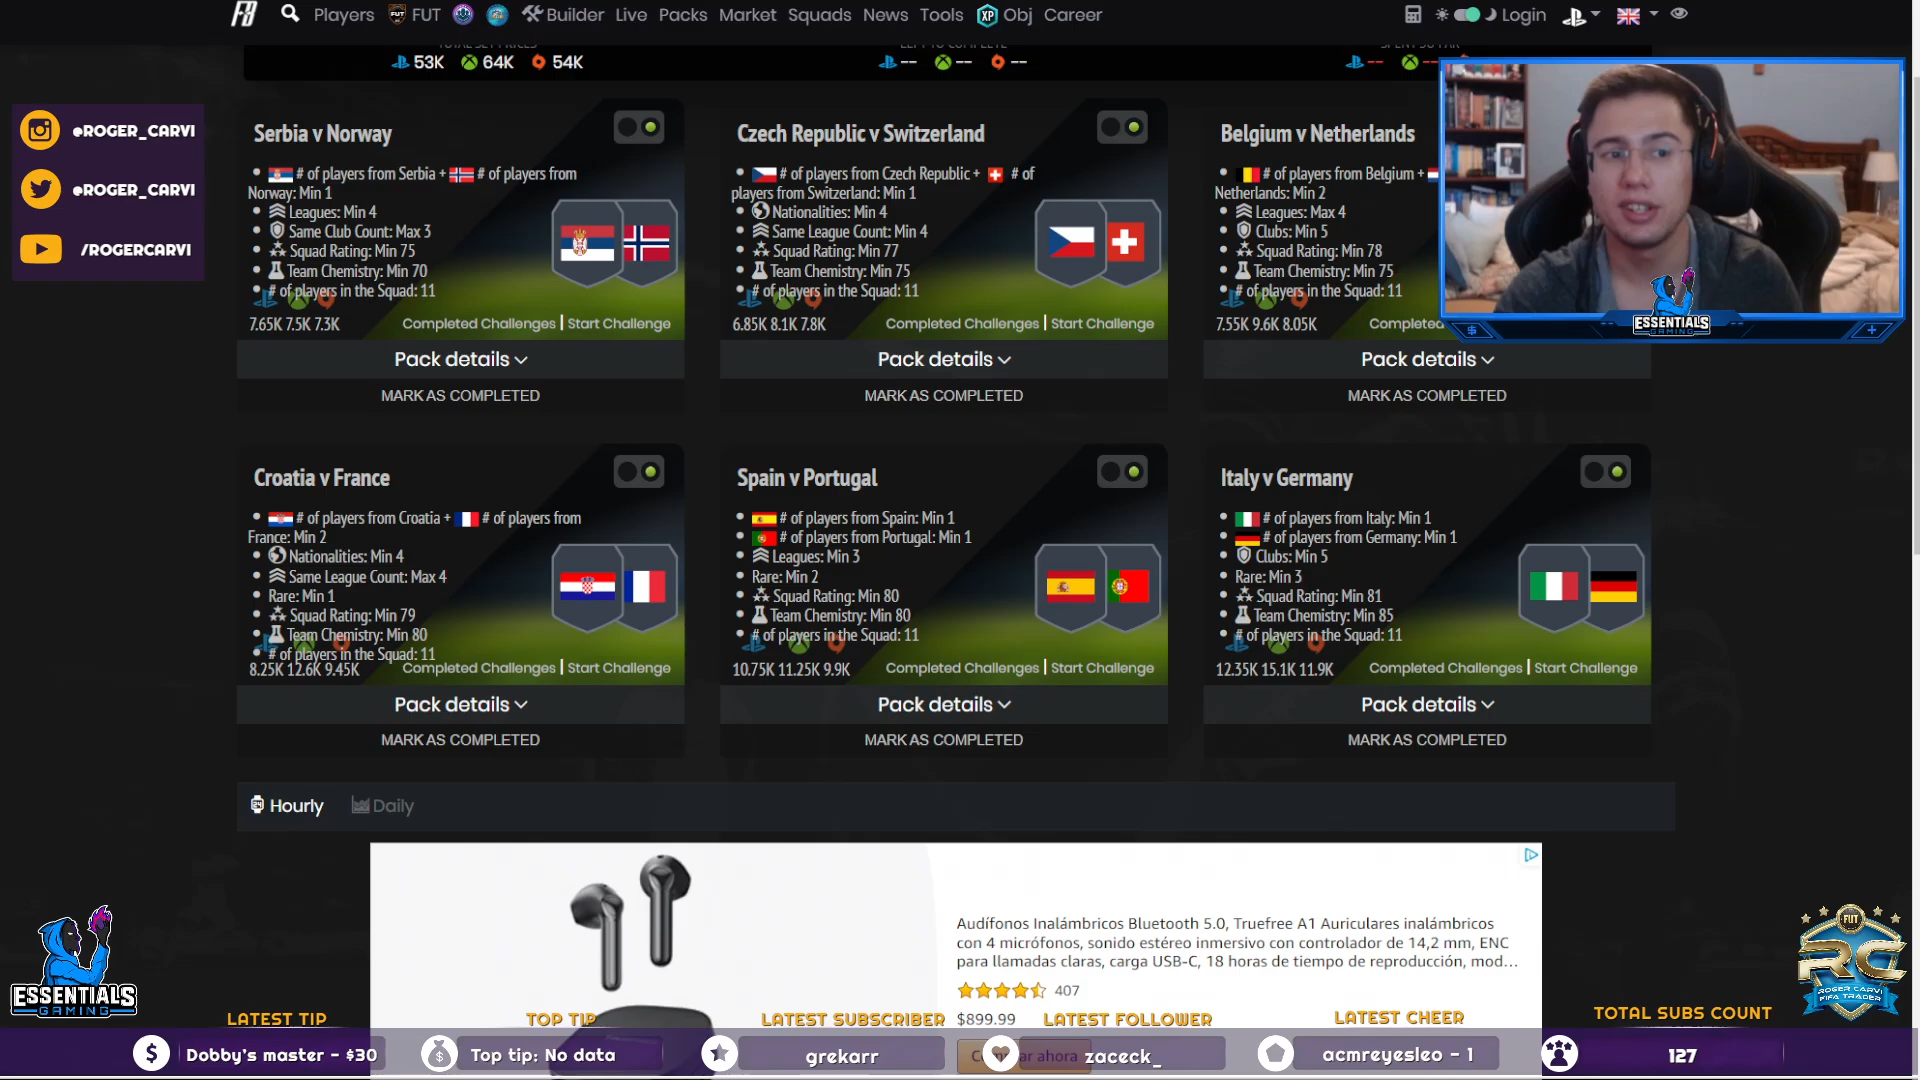 Players FUT Builder Live Packs Market Squads News Tools XP Obj Career Login
TOTAL SET PRICES
53K 64K 54K
LEFT TO COMPLETE
-- -- --
SPENT SO FAR
-- --
@ROGER_CARVI
@ROGER_CARVI
/ROGERCARVI
Serbia v Norway
# of players from Serbia + # of players from
Norway: Min 1
Leagues: Min 4
Same Club Count: Max 3
Squad Rating: Min 75
Team Chemistry: Min 70
# of players in the Squad: 11
7.65K 7.5K 7.3K
Completed Challenges | Start Challenge
Pack details
MARK AS COMPLETED
Czech Republic v Switzerland
# of players from Czech Republic + # of
players from Switzerland: Min 1
Nationalities: Min 4
Same League Count: Min 4
Squad Rating: Min 77
Team Chemistry: Min 75
# of players in the Squad: 11
6.85K 8.1K 7.8K
Completed Challenges | Start Challenge
Pack details
MARK AS COMPLETED
Belgium v Netherlands
# of players from Belgium +
Netherlands: Min 2
Leagues: Max 4
Clubs: Min 5
Squad Rating: Min 78
Team Chemistry: Min 75
# of players in the Squad: 11
7.55K 9.6K 8.05K
Pack details
MARK AS COMPLETED
ESSENTIALS
GAMING
Croatia v France
# of players from Croatia + # of players from
France: Min 2
Nationalities: Min 4
Same League Count: Max 4
Rare: Min 1
Squad Rating: Min 79
Team Chemistry: Min 80
# of players in the Squad: 11
8.25K 12.6K 9.45K
Completed Challenges | Start Challenge
Pack details
MARK AS COMPLETED
Spain v Portugal
# of players from Spain: Min 1
# of players from Portugal: Min 1
Leagues: Min 3
Rare: Min 2
Squad Rating: Min 80
Team Chemistry: Min 80
# of players in the Squad: 11
10.75K 11.25K 9.9K
Completed Challenges | Start Challenge
Pack details
MARK AS COMPLETED
Italy v Germany
# of players from Italy: Min 1
# of players from Germany: Min 1
Clubs: Min 5
Rare: Min 3
Squad Rating: Min 81
Team Chemistry: Min 85
# of players in the Squad: 11
12.35K 15.1K 11.9K
Completed Challenges | Start Challenge
Pack details
MARK AS COMPLETED
Hourly Daily
Audífonos Inalámbricos Bluetooth 5.0, Truefree A1 Auriculares inalámbricos
con 4 micrófonos, sonido estéreo inmersivo con controlador de 14,2 mm, ENC
para llamadas claras, carga USB-C, 18 horas de tiempo de reproducción, mod...
407
$899.99
ahora
ESSENTIALS
GAMING
FUT
RC
ROGER CARVI
FIFA TRADER
LATEST TIP
Dobby's master - $30
TOP TIP
Top tip: No data
LATEST SUBSCRIBER
grekarr
LATEST FOLLOWER
zaceck_
LATEST CHEER
acmreyesleo - 1
TOTAL SUBS COUNT
127